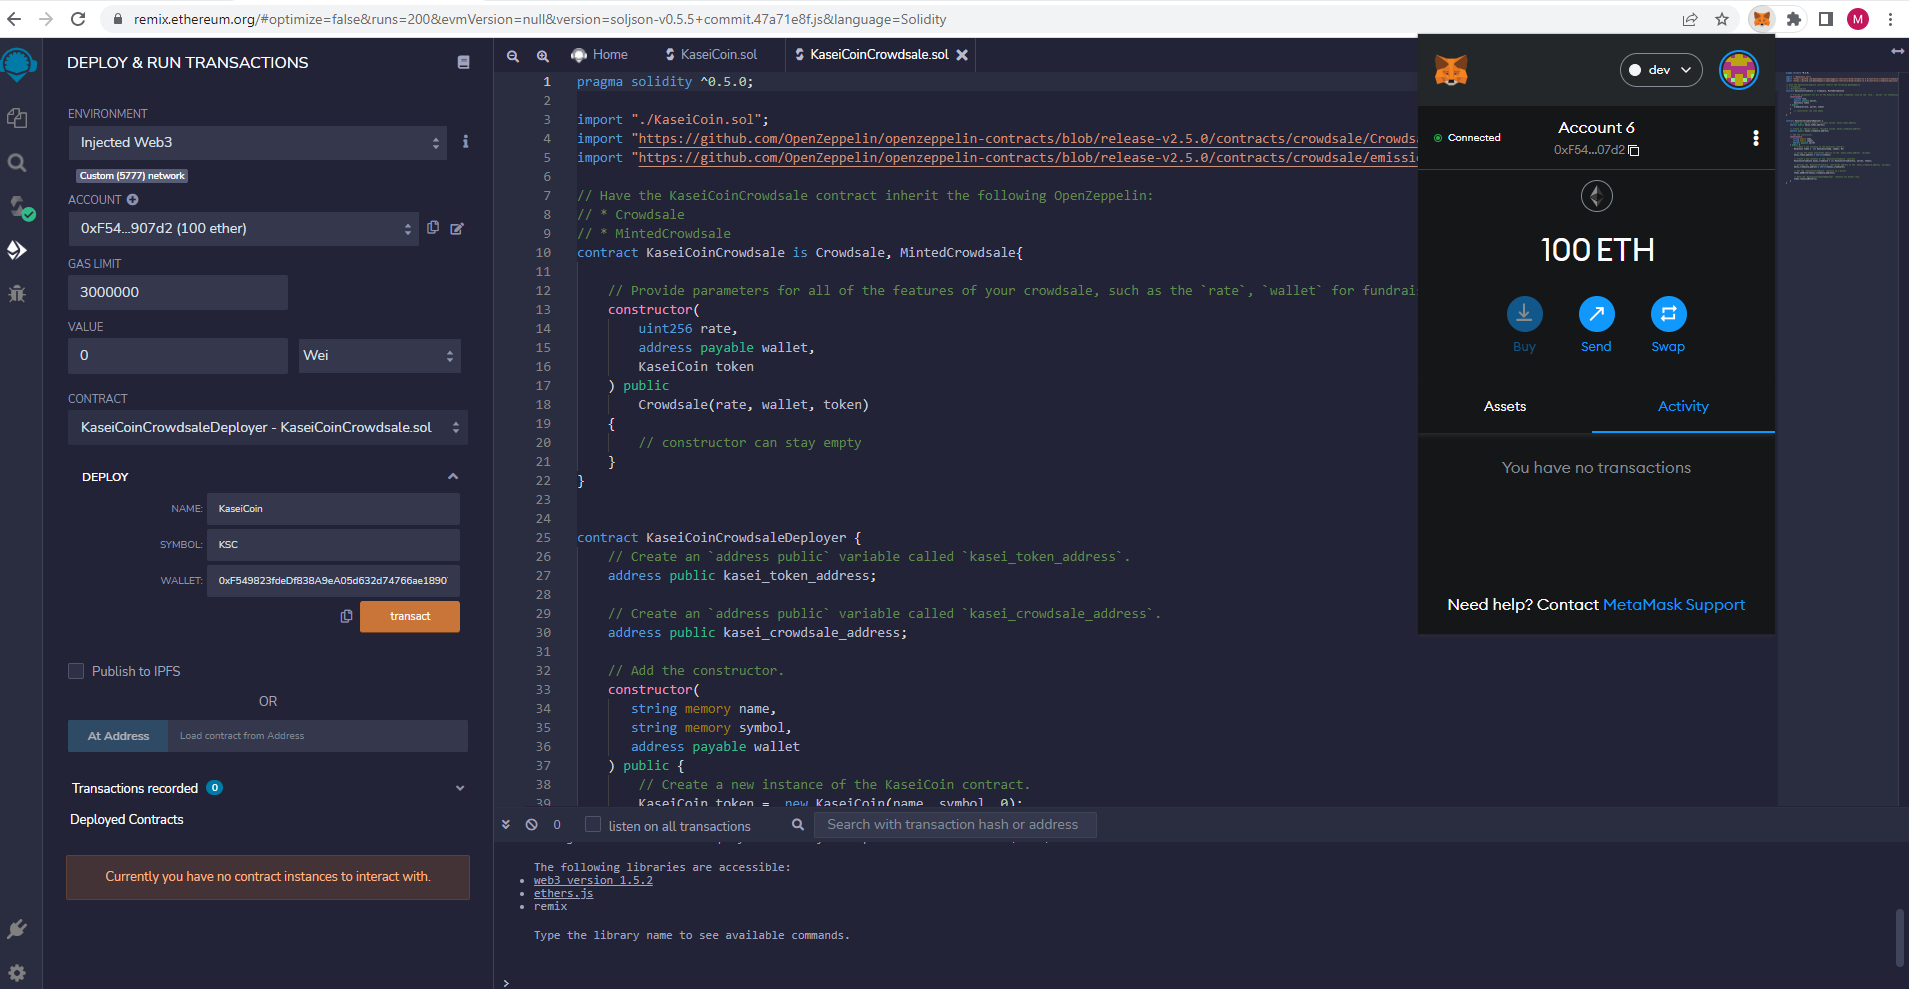 remix.ethereum.org/#optimize=false&runs=200&evmVersion=null&version=soljson-v0.5.5+commit.47a71e8f.js&language=Solidity
M
DEPLOY & RUN TRANSACTIONS
ENVIRONMENT
Injected Web3
Custom (5777) network
ACCOUNT
0xF54...907d2 (100 ether)
GAS LIMIT
3000000
VALUE
0
Wei
CONTRACT
KaseiCoinCrowdsaleDeployer - KaseiCoinCrowdsale.sol
DEPLOY
NAME: KaseiCoin
SYMBOL: KSC
WALLET: 0xF549823fdeDf838A9eA05d632d74766ae1890
transact
Publish to IPFS
OR
At Address Load contract from Address
Transactions recorded 0
Deployed Contracts
Currently you have no contract instances to interact with.
Home KaseiCoin.sol KaseiCoinCrowdsale.sol
1 pragma solidity ^0.5.0;
2
3 import "./KaseiCoin.sol";
4 import "https://github.com/OpenZeppelin/openzeppelin-contracts/blob/release-v2.5.0/contracts/crowdsale/Crowdsa
5 import "https://github.com/OpenZeppelin/openzeppelin-contracts/blob/release-v2.5.0/contracts/crowdsale/emissi
6
7 // Have the KaseiCoinCrowdsale contract inherit the following OpenZeppelin:
8 // * Crowdsale
9 // * MintedCrowdsale
10 contract KaseiCoinCrowdsale is Crowdsale, MintedCrowdsale{
11
12 // Provide parameters for all of the features of your crowdsale, such as the `rate`, `wallet` for fundrai
13 constructor(
14 uint256 rate,
15 address payable wallet,
16 KaseiCoin token
17 ) public
18 Crowdsale(rate, wallet, token)
19 {
20 // constructor can stay empty
21 }
22 }
23
24
25 contract KaseiCoinCrowdsaleDeployer {
26 // Create an `address public` variable called `kasei_token_address`.
27 address public kasei_token_address;
28
29 // Create an `address public` variable called `kasei_crowdsale_address`.
30 address public kasei_crowdsale_address;
31
32 // Add the constructor.
33 constructor(
34 string memory name,
35 string memory symbol,
36 address payable wallet
37 ) public {
38 // Create a new instance of the KaseiCoin contract.
39 KaseiCoin token = new KaseiCoin(name, symbol, 0);
0 listen on all transactions Search with transaction hash or address
The following libraries are accessible:
• web3 version 1.5.2
• ethers.js
• remix
Type the library name to see available commands.
>
dev
Connected
Account 6
0xF54...07d2
100 ETH
Buy Send Swap
Assets Activity
You have no transactions
Need help? Contact MetaMask Support